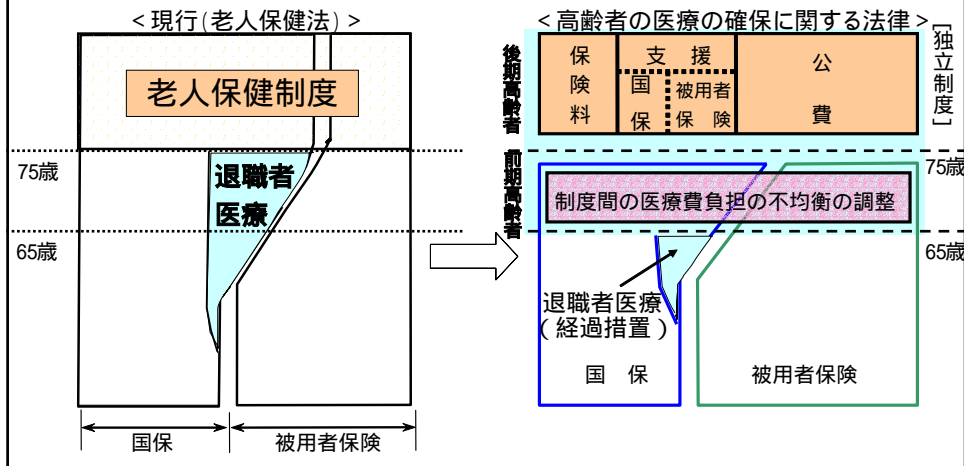 ＜現行(老人保健法)＞
老人保健制度
75歳
退職者
医療
65歳
国保
被用者保険
＜高齢者の医療の確保に関する法律＞
［独立制度］
後期高齢者
保険料
支　援
国保
被用者
保　険
公費
75歳
前期高齢者
制度間の医療費負担の不均衡の調整
65歳
退職者医療
（経過措置）
国　保
被用者保険